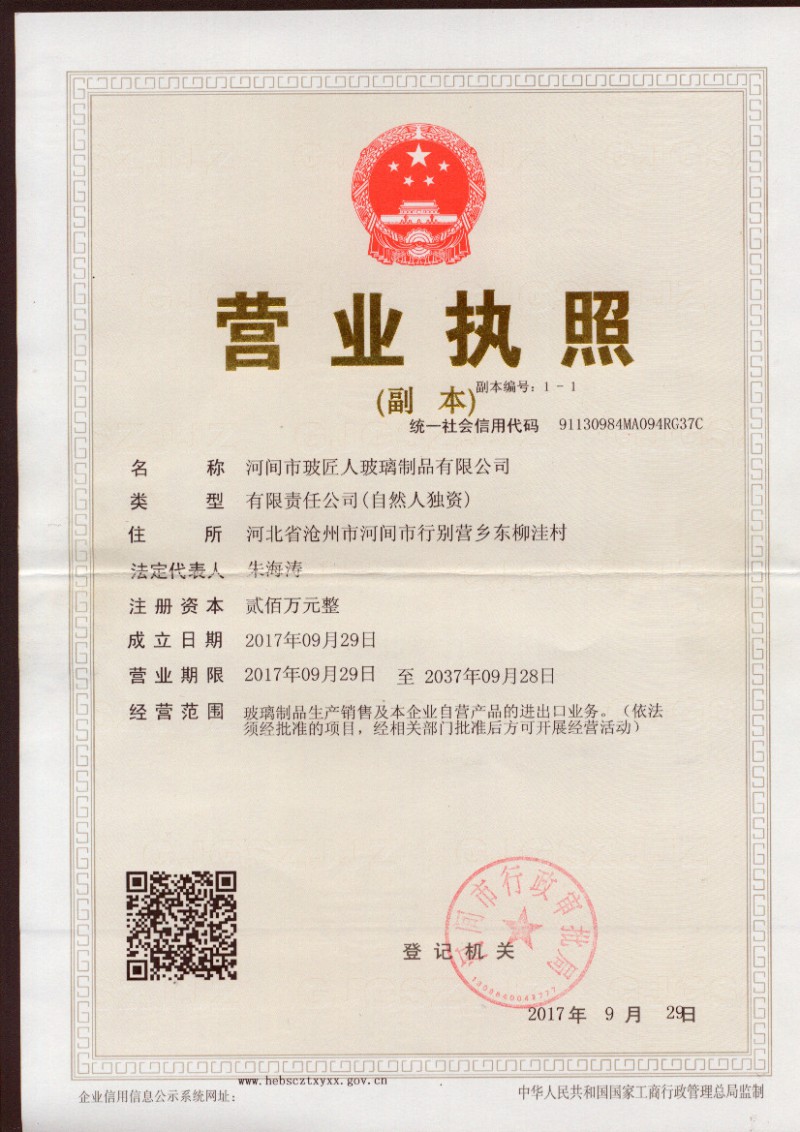 营业执照
(副 本)
副本编号：1 - 1
统一社会信用代码 91130984MA094RG37C
名 称 河间市玻匠人玻璃制品有限公司
类 型 有限责任公司(自然人独资)
住 所 河北省沧州市河间市行别营乡东柳洼村
法定代表人 朱海涛
注册资本 贰佰万元整
成立日期 2017年09月29日
营业期限 2017年09月29日 至 2037年09月28日
经营范围 玻璃制品生产销售及本企业自营产品的进出口业务。（依法
须经批准的项目，经相关部门批准后方可开展经营活动）
河间市行政审批局
登记机关
2017年 9月 29日
www.hebscztxyxx.gov.cn
企业信用信息公示系统网址：
中华人民共和国国家工商行政管理总局监制